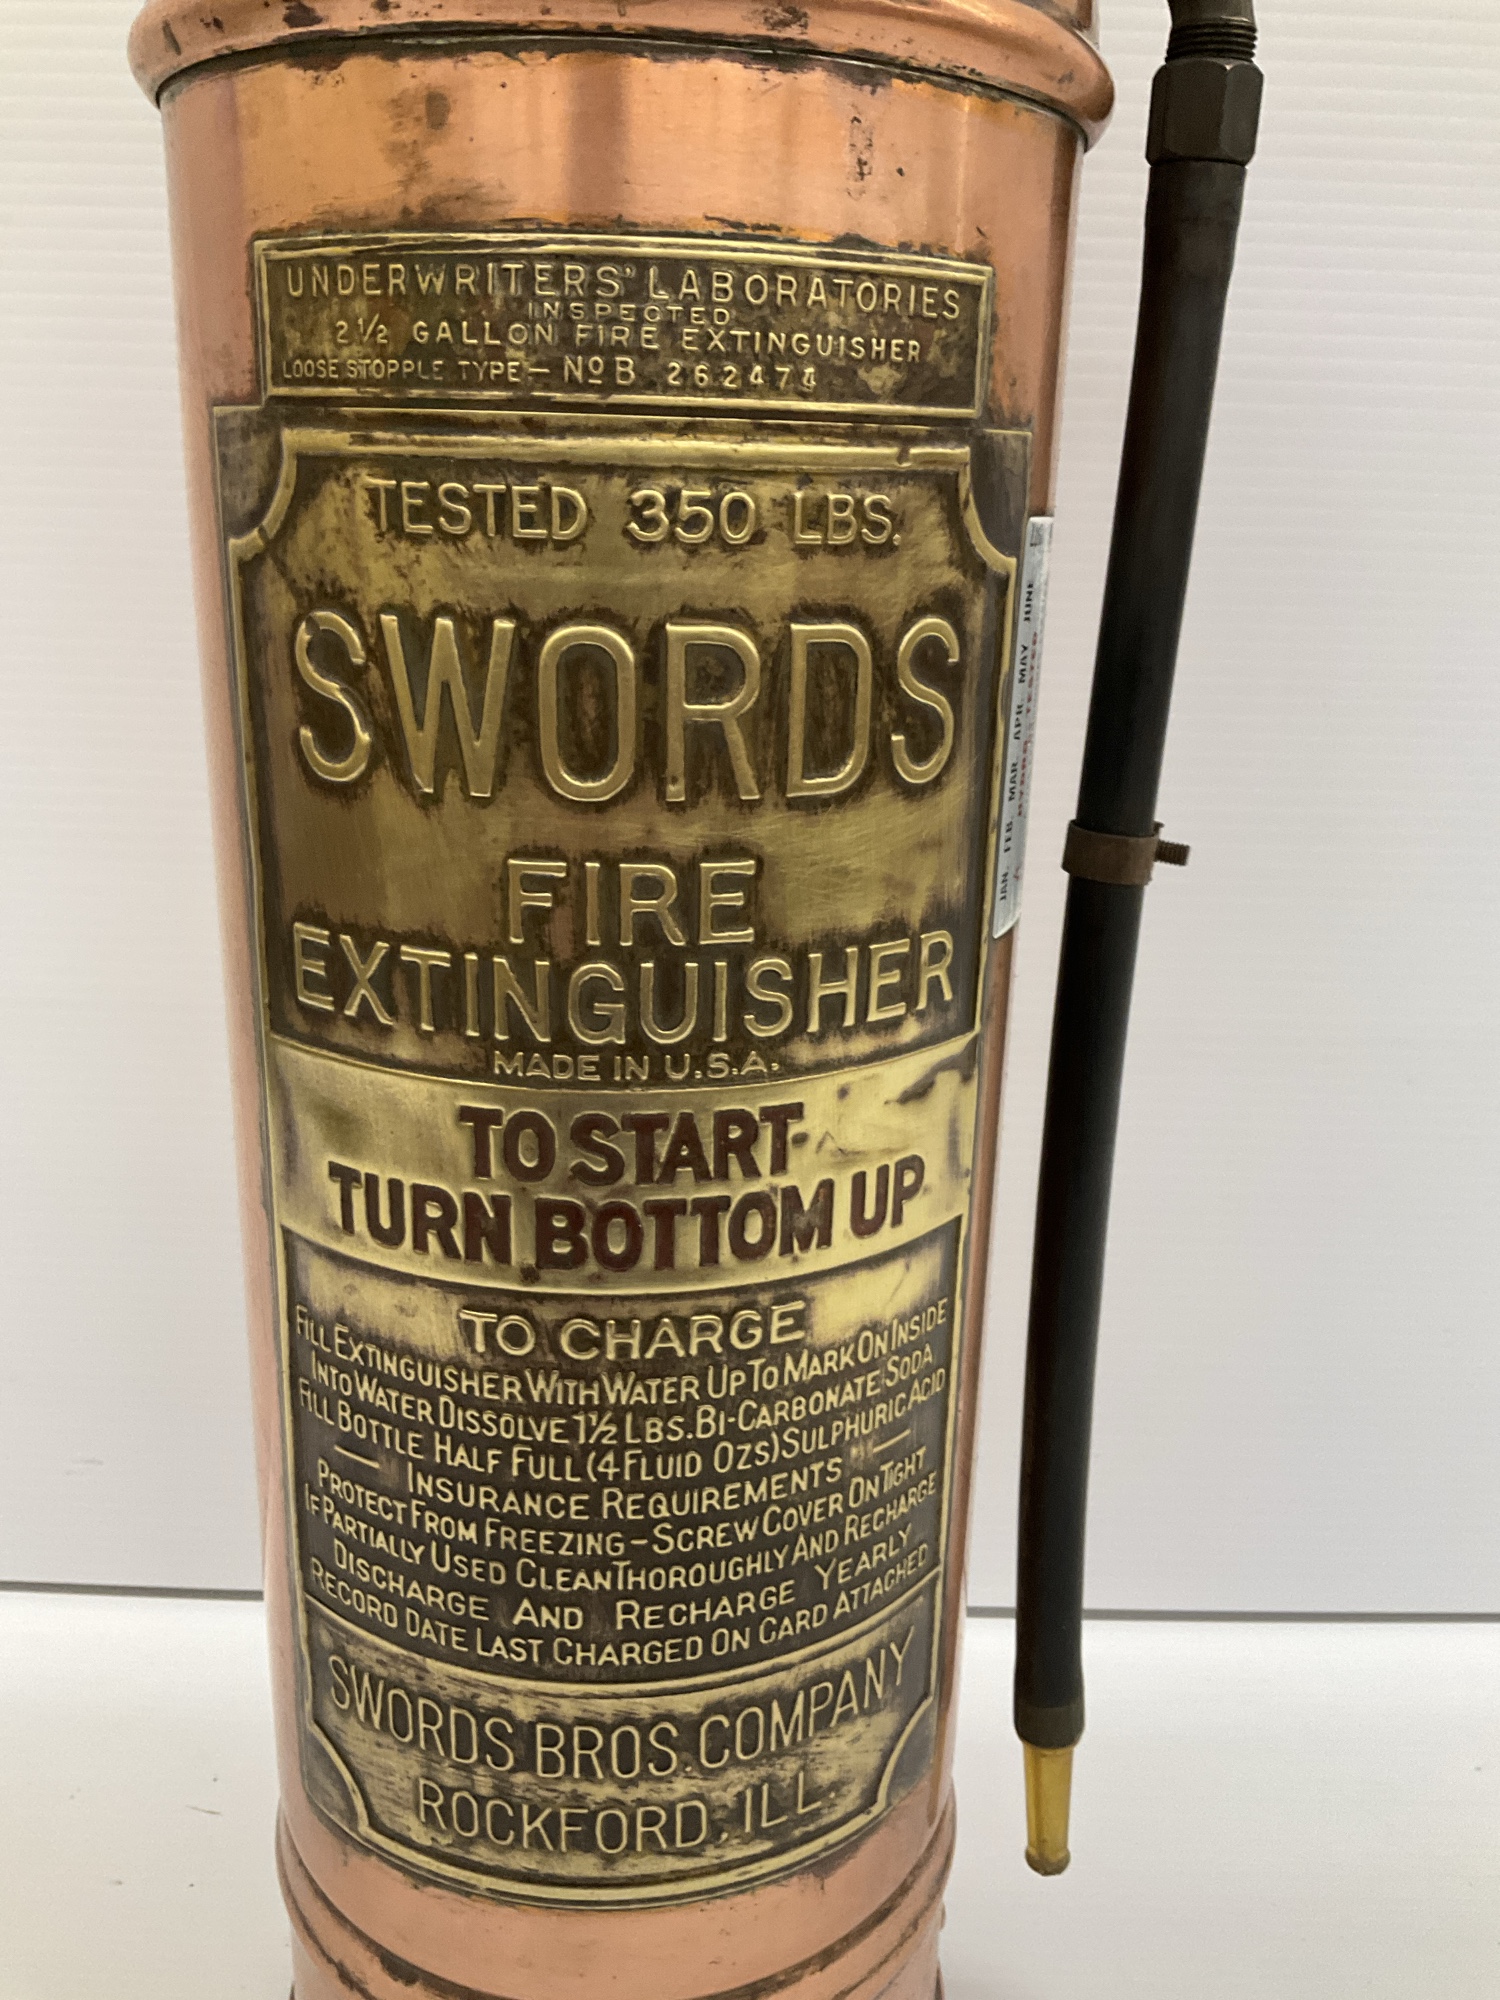 UNDERWRITERS' LABORATORIES
INSPECTED
2 1/2 GALLON FIRE EXTINGUISHER
LOOSE STOPPLE TYPE — No B 262474
TESTED 350 LBS.
SWORDS
FIRE
EXTINGUISHER
MADE IN U.S.A.
TO START-
TURN BOTTOM UP
TO CHARGE
FILL EXTINGUISHER WITH WATER UP TO MARK ON INSIDE
INTO WATER DISSOLVE 1 1/2 LBS. BI-CARBONATE SODA
FILL BOTTLE HALF FULL (4 FLUID OZS) SULPHURIC ACID
— INSURANCE REQUIREMENTS —
PROTECT FROM FREEZING - SCREW COVER ON TIGHT
IF PARTIALLY USED CLEAN THOROUGHLY AND RECHARGE
DISCHARGE AND RECHARGE YEARLY
RECORD DATE LAST CHARGED ON CARD ATTACHED
SWORDS BROS. COMPANY
ROCKFORD, ILL.
JAN. FEB. MAR. APR. MAY JUNE